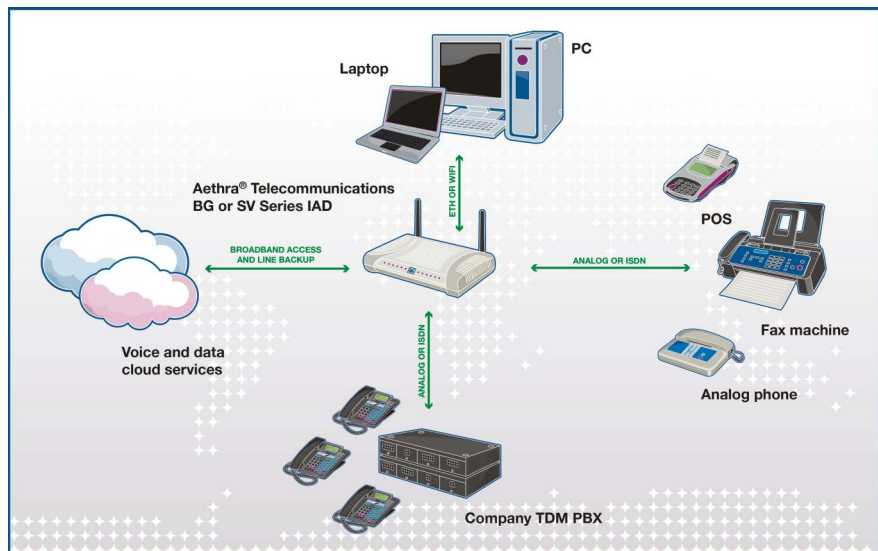 PC
Laptop
ETH OR WIFI
Aethra® Telecommunications
BG or SV Series IAD
POS
BROADBAND ACCESS
AND LINE BACKUP
ANALOG OR ISDN
Fax machine
Voice and data
cloud services
ANALOG OR ISDN
Analog phone
Company TDM PBX